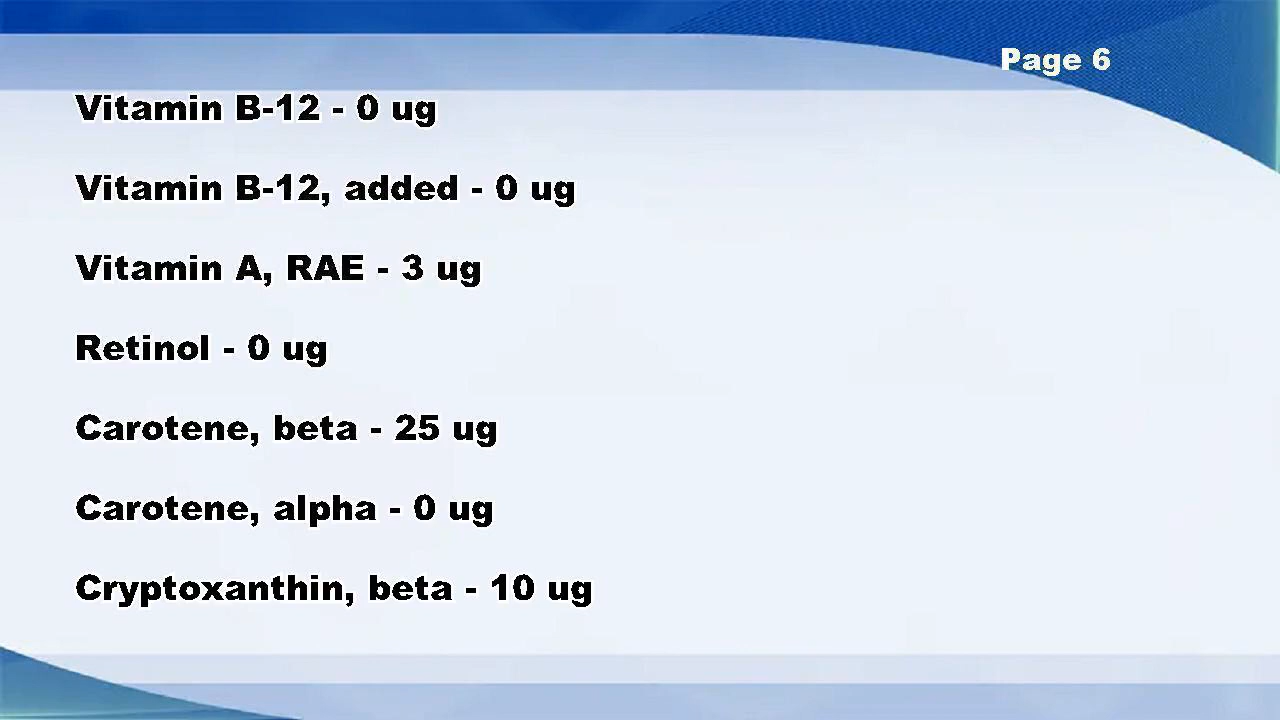 Page 6
Vitamin B-12 - 0 ug
Vitamin B-12, added - 0 ug
Vitamin A, RAE - 3 ug
Retinol - 0 ug
Carotene, beta - 25 ug
Carotene, alpha - 0 ug
Cryptoxanthin, beta - 10 ug